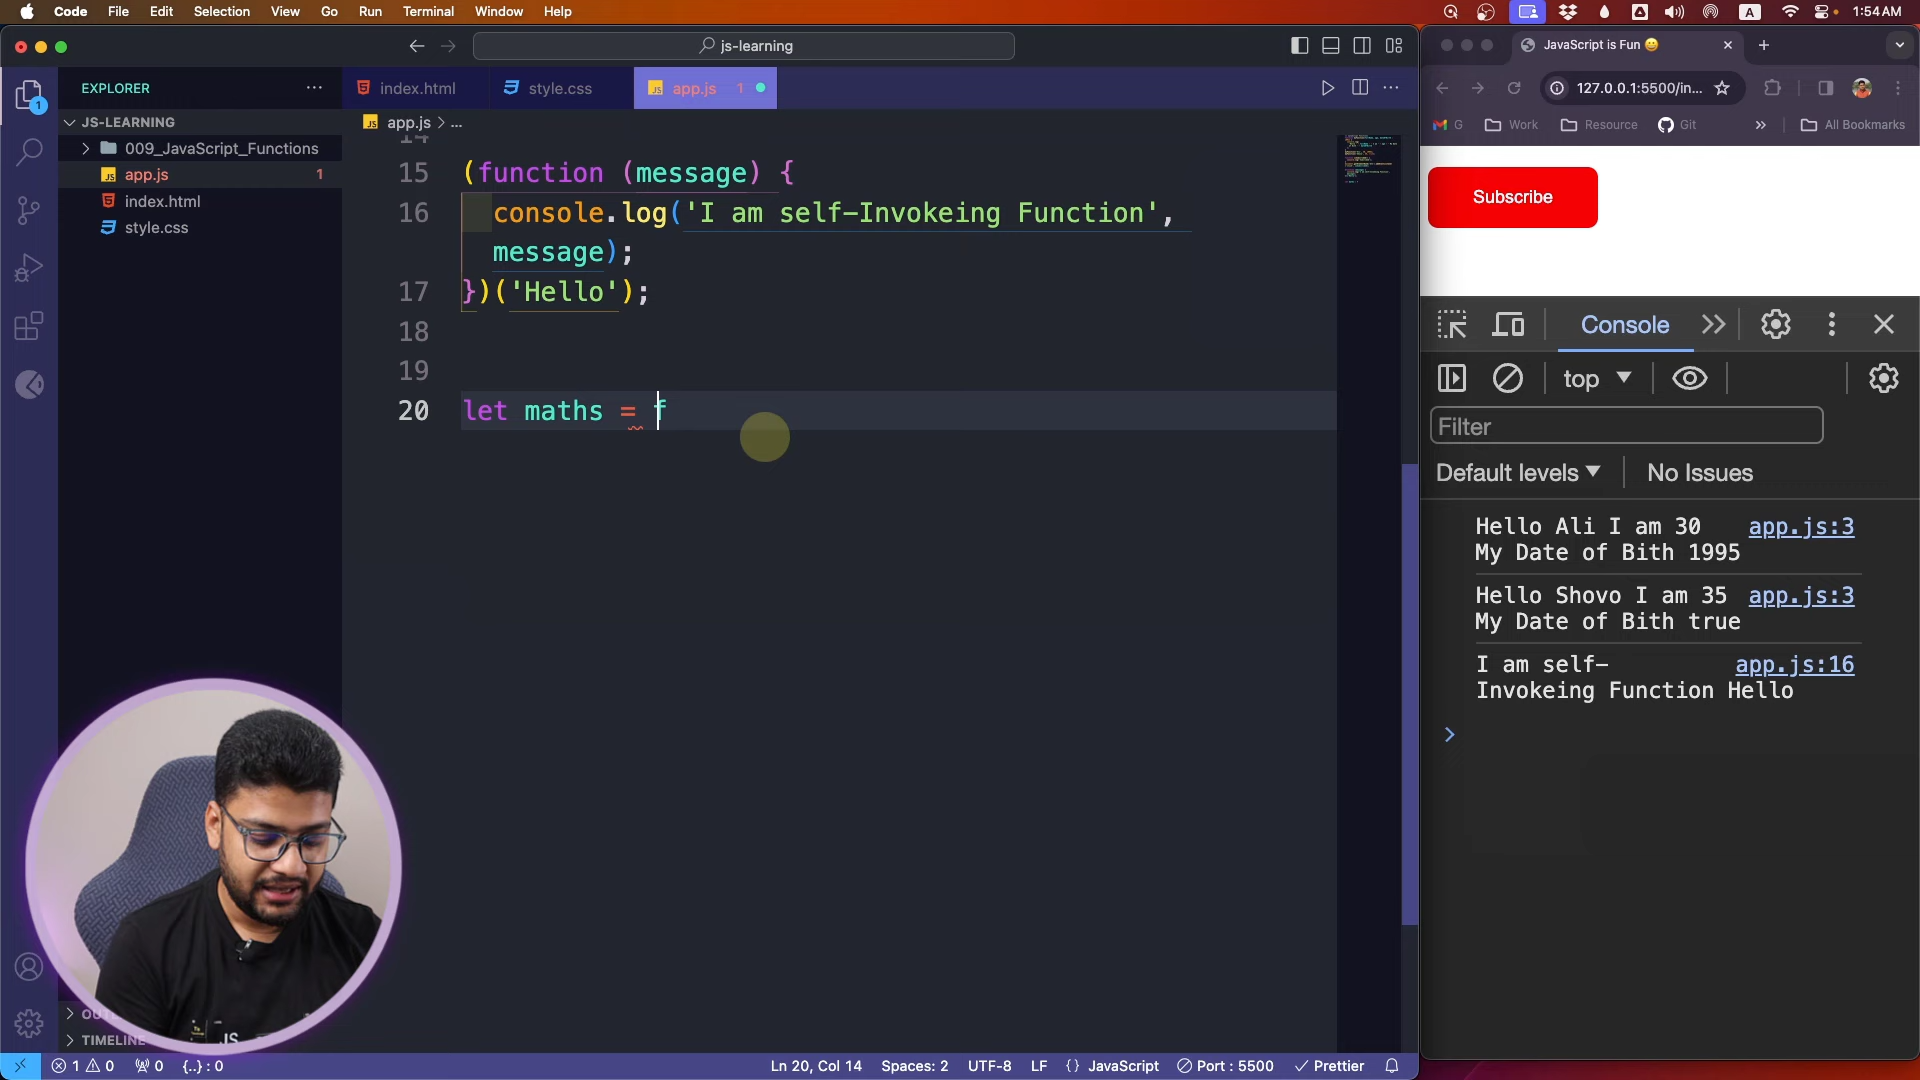 Code File Edit Selection View Go Run Terminal Window Help
A 1:54 AM
js-learning
JavaScript is Fun 😀
EXPLORER
index.html
style.css
app.js 1
127.0.0.1:5500/in...
G Work Resource Git
All Bookmarks
JS-LEARNING
009_JavaScript_Functions
app.js 1
index.html
style.css
app.js > ...
14
15 (function (message) {
16 console.log('I am self-Invokeing Function',
message);
17 })('Hello');
18
19
20 let maths = f
Subscribe
Console
top
Filter
Default levels
No Issues
Hello Ali I am 30 app.js:3
My Date of Bith 1995
Hello Shovo I am 35 app.js:3
My Date of Bith true
I am self- app.js:16
Invokeing Function Hello
TIMELINE
JS
1 0 0 {..} : 0
Ln 20, Col 14 Spaces: 2 UTF-8 LF {} JavaScript Port : 5500 Prettier